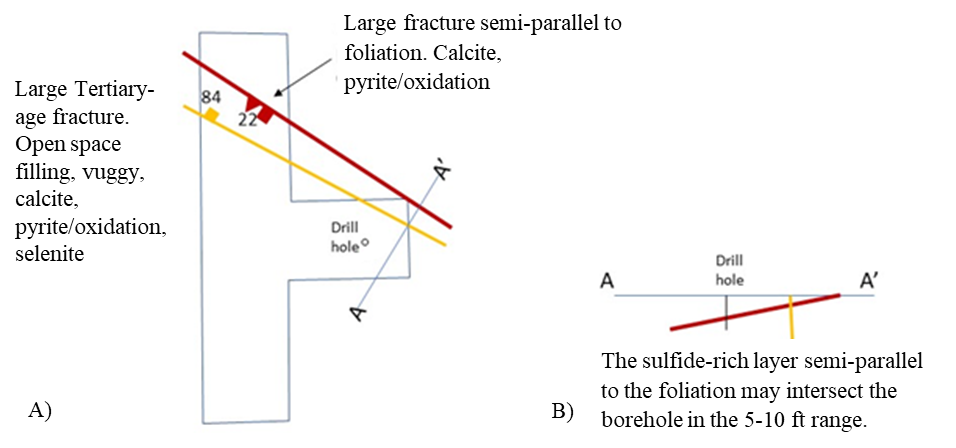 Large fracture semi-parallel to
foliation. Calcite,
pyrite/oxidation
Large Tertiary-
age fracture.
Open space
filling, vuggy,
calcite,
pyrite/oxidation,
selenite
84
22
A'
Drill
hole
A
A)
Drill
hole
A
A’
The sulfide-rich layer semi-parallel
to the foliation may intersect the
borehole in the 5-10 ft range.
B)